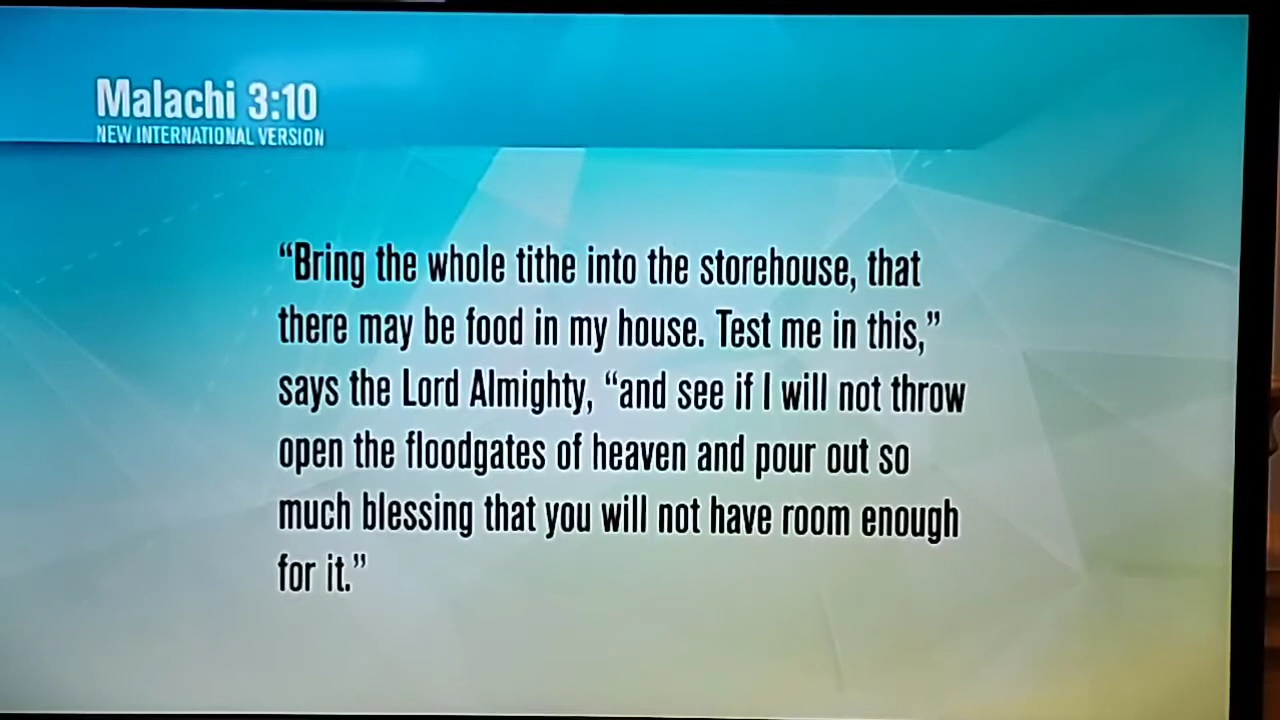 Malachi 3:10
NEW INTERNATIONAL VERSION
“Bring the whole tithe into the storehouse, that
there may be food in my house. Test me in this,”
says the Lord Almighty, “and see if I will not throw
open the floodgates of heaven and pour out so
much blessing that you will not have room enough
for it.”